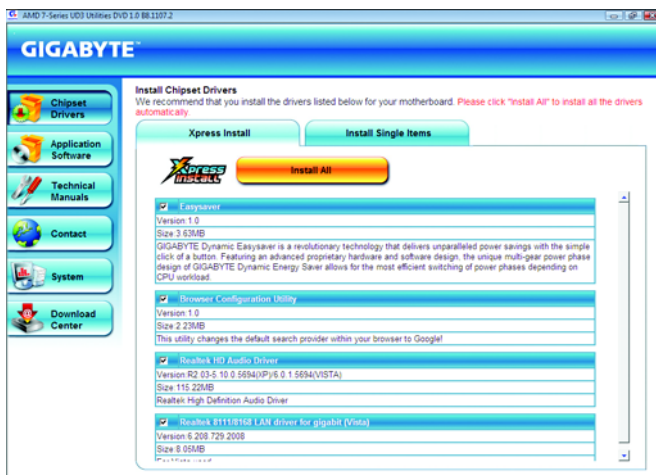 AMD 7-Series UD3 Utilities DVD 1.0 B8.1107.2
GIGABYTE™
Chipset
Drivers
Application
Software
Technical
Manuals
Contact
System
Download
Center
Install Chipset Drivers
We recommend that you install the drivers listed below for your motherboard. Please click "Install All" to install all the drivers
automatically.
Xpress Install
Install Single Items
Xpress
INSTALL
Install All
Easysaver
Version:1.0
Size:3.63MB
GIGABYTE Dynamic Easysaver is a revolutionary technology that delivers unparalleled power savings with the simple
click of a button. Featuring an advanced proprietary hardware and software design, the unique multi-gear power phase
design of GIGABYTE Dynamic Energy Saver allows for the most efficient switching of power phases depending on
CPU workload.
Browser Configuration Utility
Version:1.0
Size:2.23MB
This utility changes the default search provider within your browser to Google!
Realtek HD Audio Driver
Version:R2.03-5.10.0.5694(XP)/6.0.1.5694(VISTA)
Size:115.22MB
Realtek High Definition Audio Driver
Realtek 8111/8168 LAN driver for gigabit (Vista)
Version:6.208.729.2008
Size:8.05MB